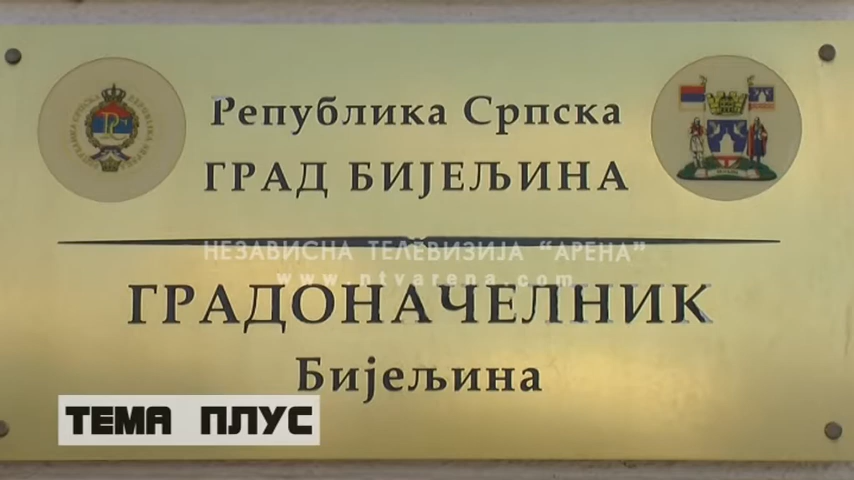 Република Српска
ГРАД БИЈЕЉИНА
НЕЗАВИСНА ТЕЛЕВИЗИЈА "АРЕНА"
www.ntvarena.com
ГРАДОНАЧЕЛНИК
Бијељина
ТЕМА ПЛУС